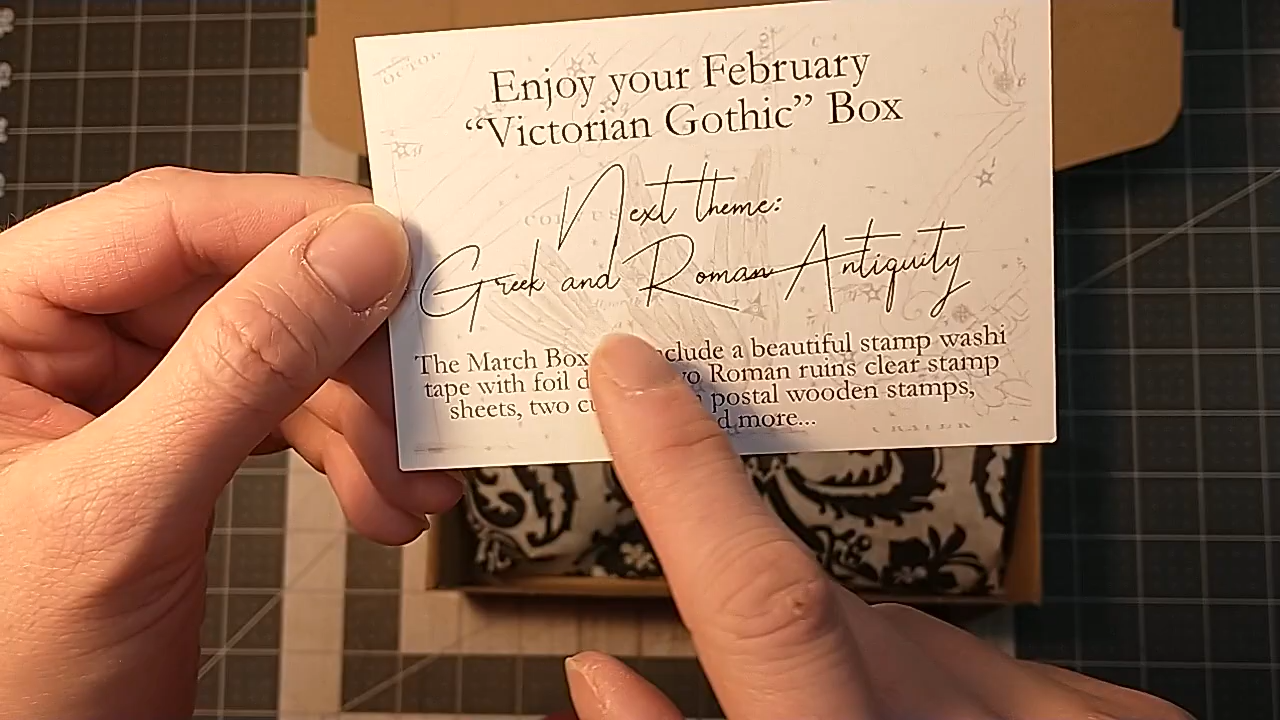 Enjoy your February
“Victorian Gothic” Box
Next theme:
Greek and Roman Antiquity
The March Box include a beautiful stamp washi
tape with foil Roman ruins clear stamp
sheets, two postal wooden stamps,
more...